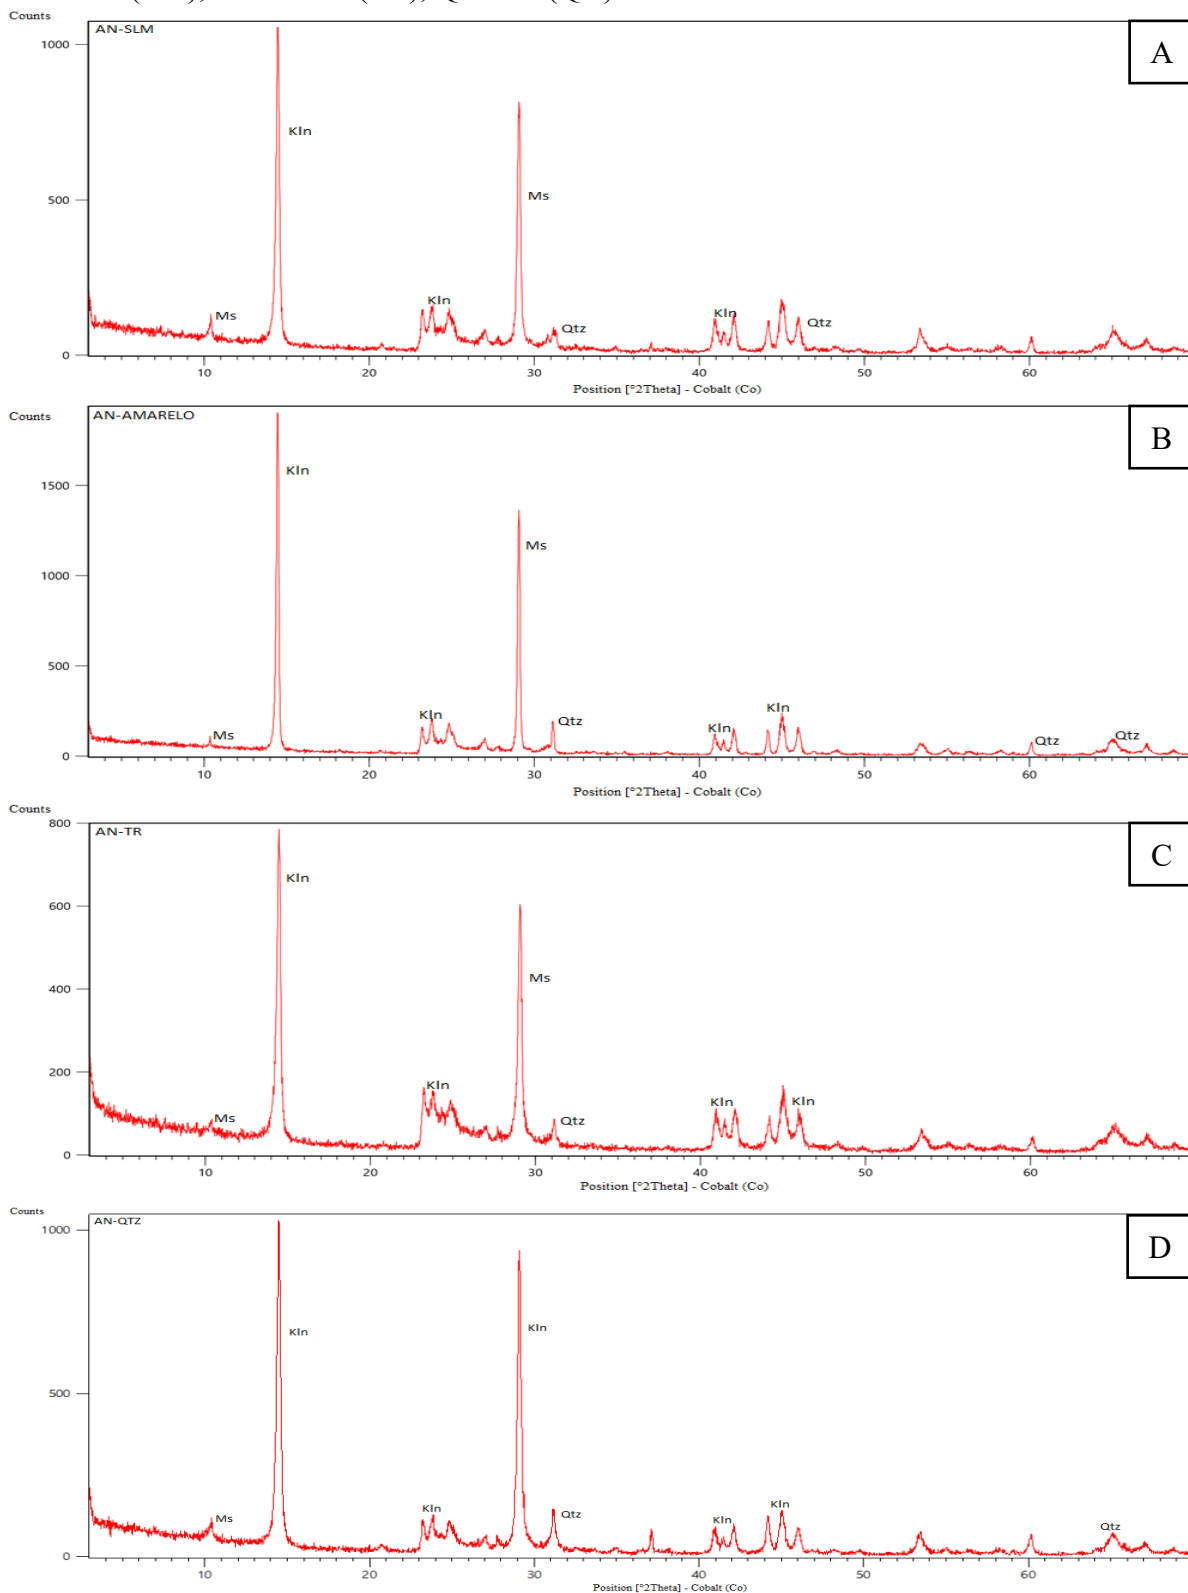 Counts
AN-SLM
A
1000
Kln
500
Ms
Ms
Kln
Qtz
Kln
Qtz
0
10 20 30 40 50 60
Position [°2Theta] - Cobalt (Co)
Counts
AN-AMARELO
B
1500
Kln
1000
Ms
500
Ms
Kln
Qtz
Kln
Kln
Qtz
Qtz
0
10 20 30 40 50 60
Position [°2Theta] - Cobalt (Co)
Counts
800
AN-TR
C
Kln
600
400
Ms
200
Ms
Kln
Qtz
Kln
Kln
0
10 20 30 40 50 60
Position [°2Theta] - Cobalt (Co)
Counts
AN-QTZ
D
1000
Kln
Kln
500
Ms
Kln
Qtz
Kln
Kln
Qtz
0
10 20 30 40 50 60
Position [°2Theta] - Cobalt (Co)